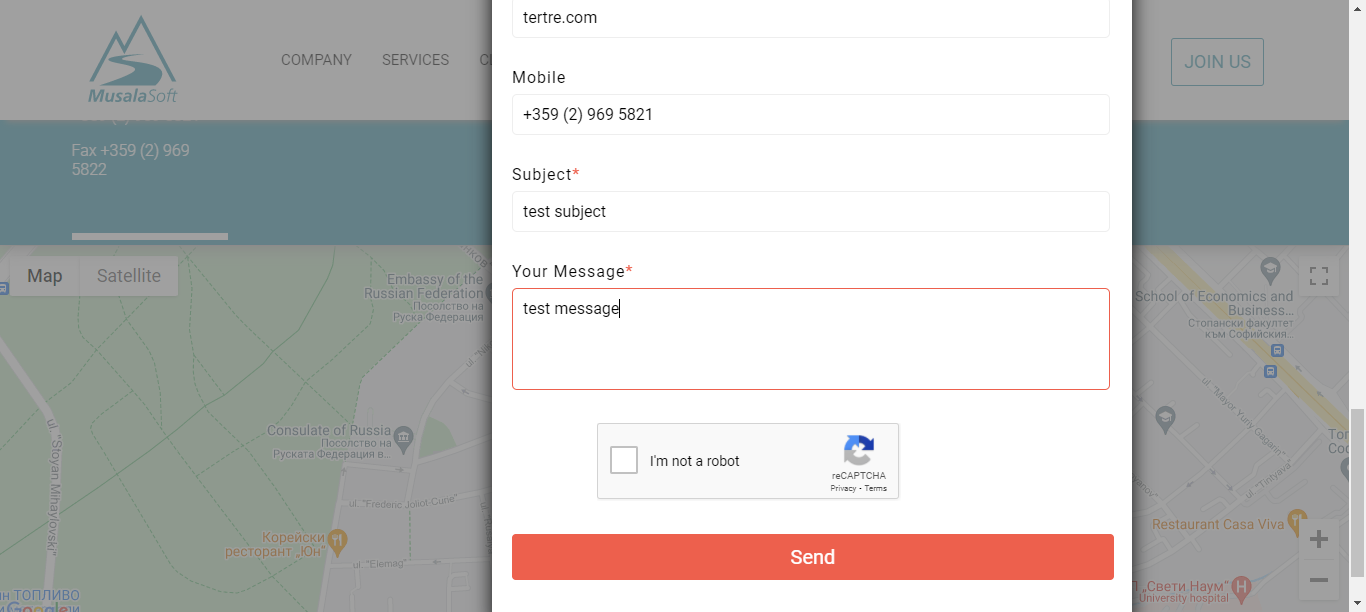 MusalaSoft
COMPANY
SERVICES
JOIN US
Fax +359 (2) 969
5822
tertre.com
Mobile
+359 (2) 969 5821
Subject*
test subject
Your Message*
test message
I'm not a robot
reCAPTCHA
Privacy - Terms
Send
Map
Satellite
Embassy of the
Russian Federation
Посолство на
Руска Федерация
Consulate of Russia
Посолство на
Руската Федерация в...
ul. "Stoyan Mihaylovski"
ul. "Frederic Joliot-Curie"
Корейски
ресторант „Юн“
ul. "Elemag"
ин ТОПЛИВО
Google
School of Economics and
Business...
Стопански факултет
към Софийския...
ul. "Mayor Yuriy Gagarin"
ul. "Tintyava"
Restaurant Casa Viva
"Свети Наум"
University hospital